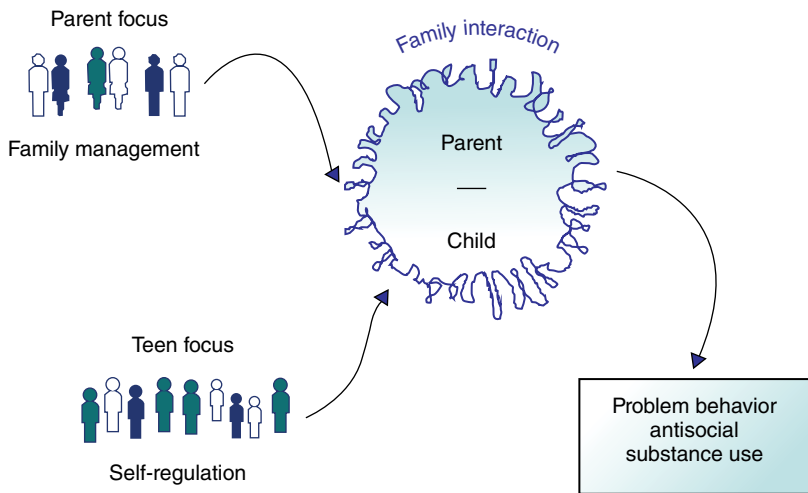 Parent focus
Family management
Family interaction
Parent
Child
Teen focus
Self-regulation
Problem behavior
antisocial
substance use